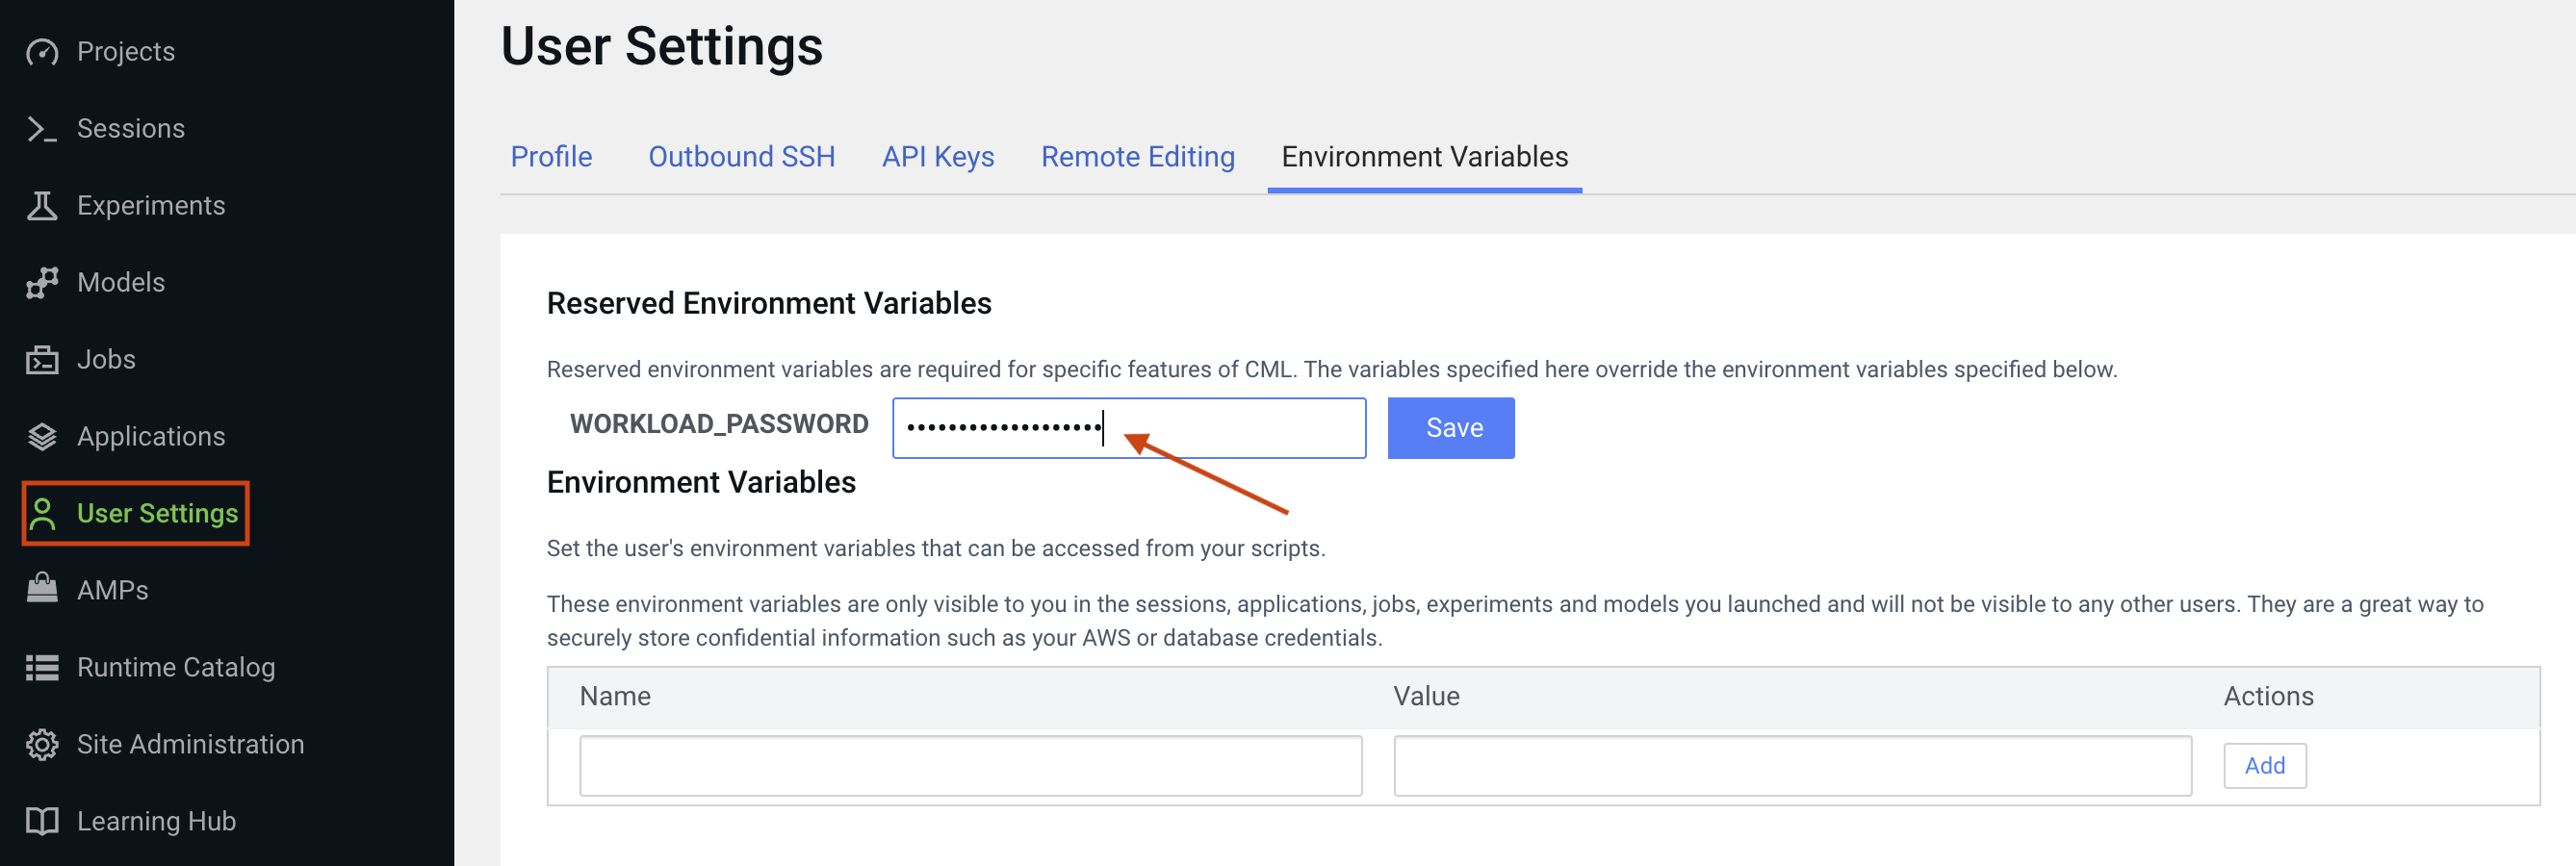 Projects
Sessions
Experiments
Models
Jobs
Applications
User Settings
AMPs
Runtime Catalog
Site Administration
Learning Hub
User Settings
Profile Outbound SSH API Keys Remote Editing Environment Variables
Reserved Environment Variables
Reserved environment variables are required for specific features of CML. The variables specified here override the environment variables specified below.
WORKLOAD_PASSWORD ••••••••••••••••••• Save
Environment Variables
Set the user's environment variables that can be accessed from your scripts.
These environment variables are only visible to you in the sessions, applications, jobs, experiments and models you launched and will not be visible to any other users. They are a great way to
securely store confidential information such as your AWS or database credentials.
Name Value Actions
Add